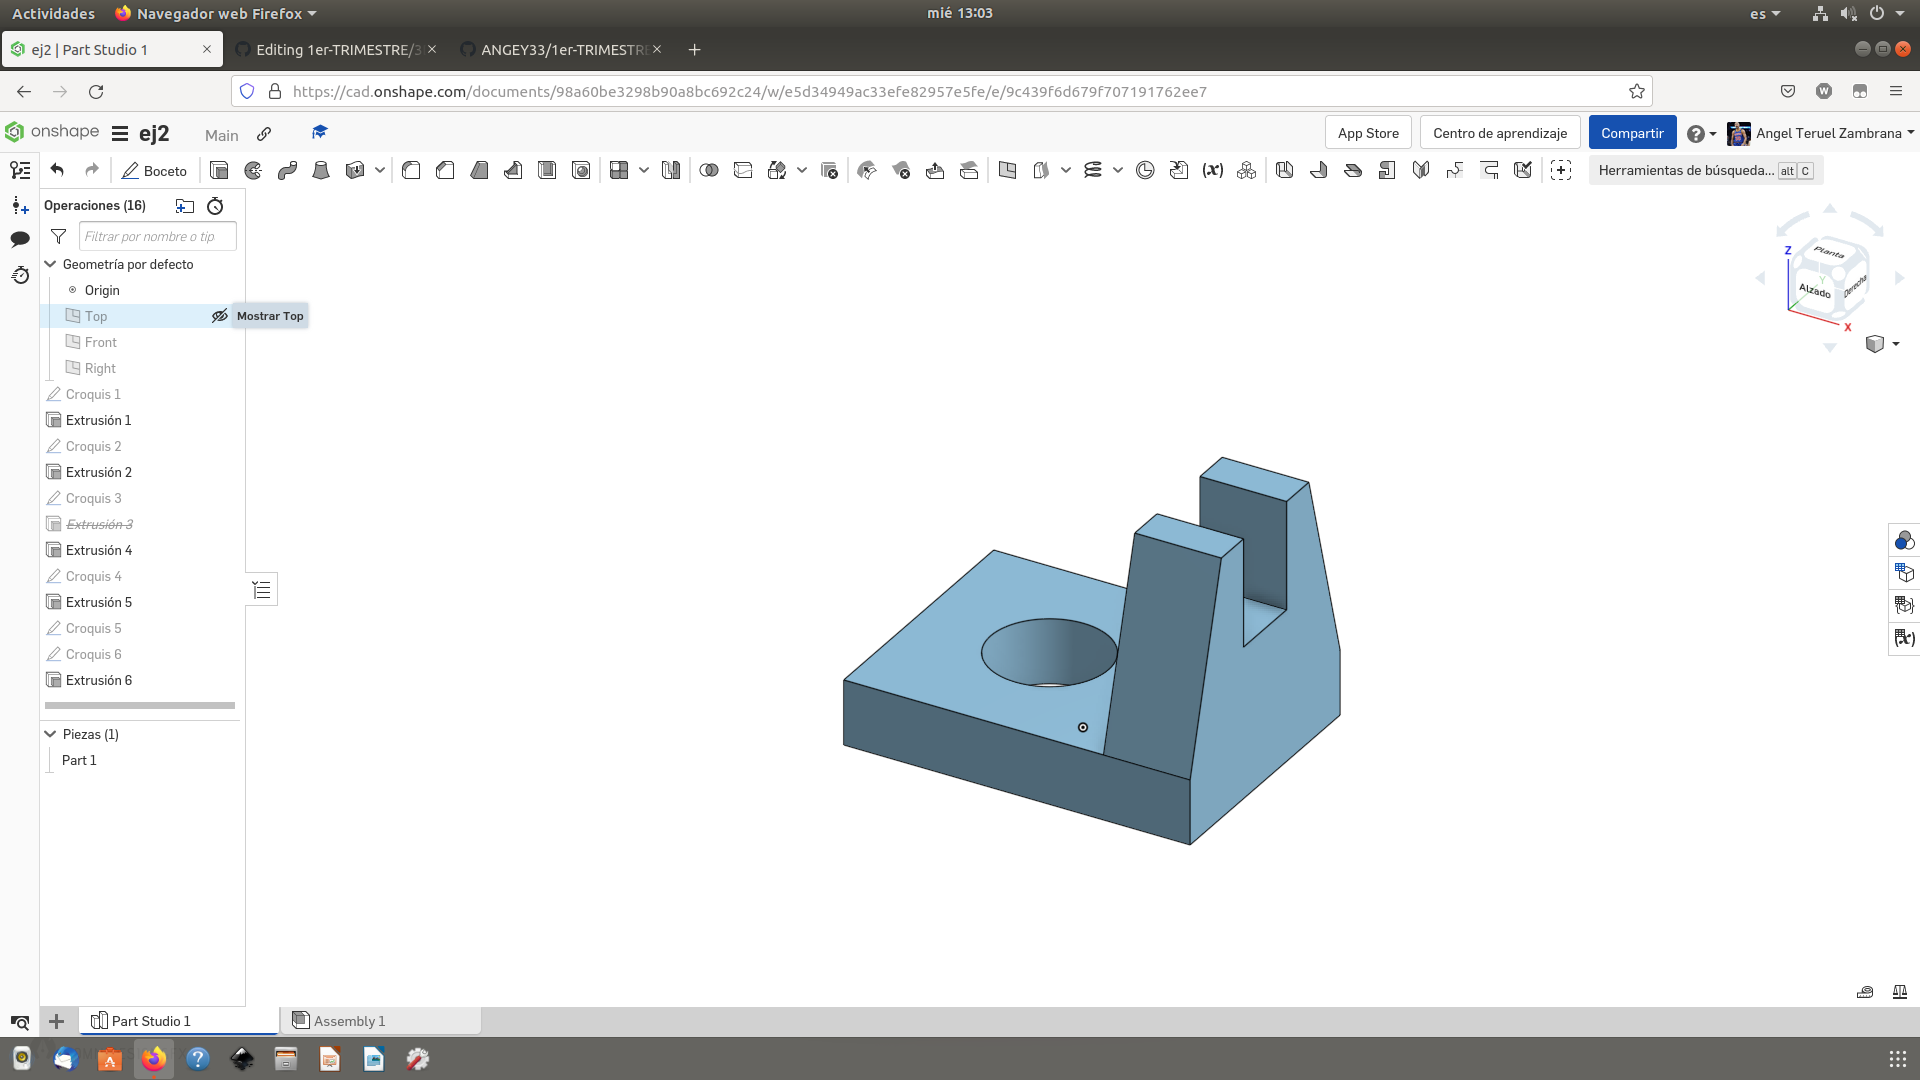 Actividades Navegador web Firefox mié 13:03 es
ej2 | Part Studio 1 Editing 1er-TRIMESTRE/3 ANGEY33/1er-TRIMESTRE
https://cad.onshape.com/documents/98a60be3298b90a8bc692c24/w/e5d34949ac33efe82957e5fe/e/9c439f6d679f707191762ee7
onshape ej2 Main App Store Centro de aprendizaje Compartir Angel Teruel Zambrana
Boceto Herramientas de búsqueda... alt C
Operaciones (16)
Filtrar por nombre o tip
Geometría por defecto
Origin
Top Mostrar Top
Front
Right
Croquis 1
Extrusión 1
Croquis 2
Extrusión 2
Croquis 3
Extrusión 3
Extrusión 4
Croquis 4
Extrusión 5
Croquis 5
Croquis 6
Extrusión 6
Piezas (1)
Part 1
Z
Planta
Y
Alzado
Derecha
X
Part Studio 1 Assembly 1